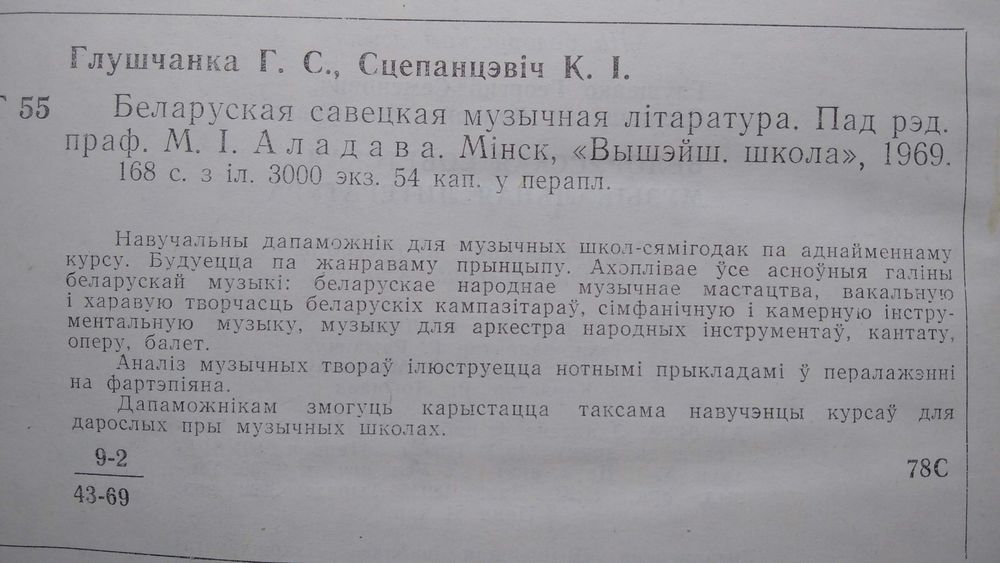 Глушчанка Г. С., Сцепанцэвіч К. І.
Г 55 Беларуская савецкая музычная літаратура. Пад рэд.
праф. М. І. Аладава. Мінск, «Вышэйш. школа», 1969.
168 с. з іл. 3000 экз. 54 кап. у перапл.
Навучальны дапаможнік для музычных школ-сямігодак па аднайменнаму
курсу. Будуецца па жанраваму прынцыпу. Ахоплівае ўсе асноўныя галіны
беларускай музыкі: беларускае народнае музычнае мастацтва, вакальную
і харавую творчасць беларускіх кампазітараў, сімфанічную і камерную інстру-
ментальную музыку, музыку для аркестра народных інструментаў, кантату,
оперу, балет.
Аналіз музычных твораў ілюструецца нотнымі прыкладамі ў пералажэнні
на фартэпіяна.
Дапаможнікам змогуць карыстацца таксама навучэнцы курсаў для
дарослых пры музычных школах.
9-2
43-69
78С